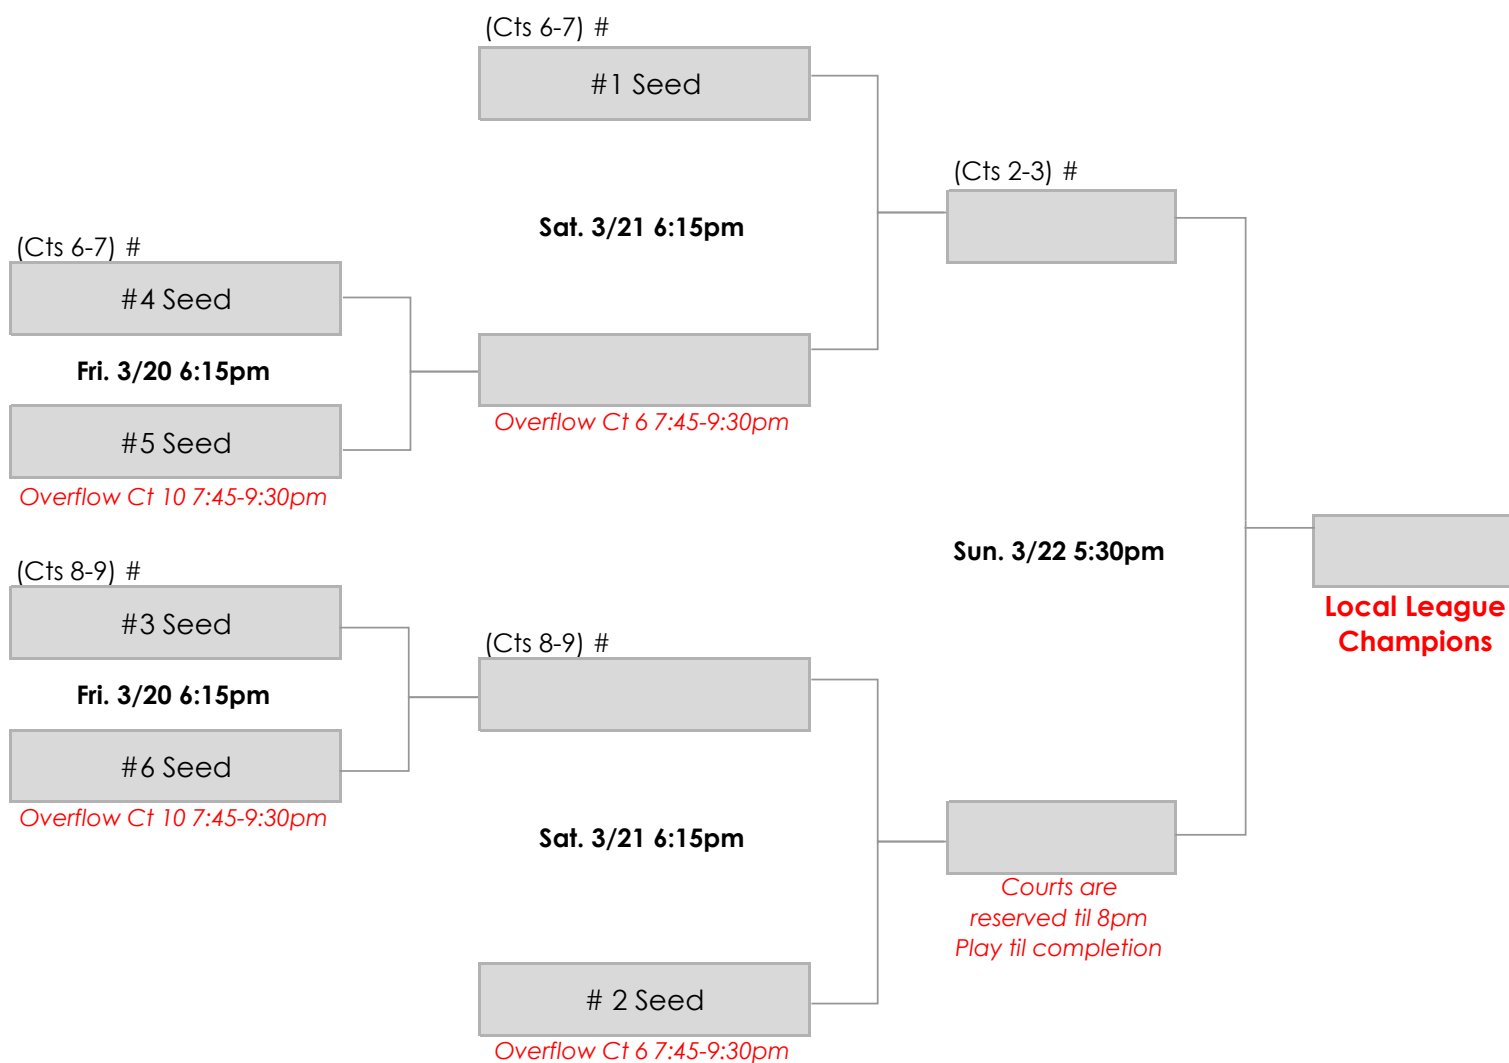 (Cts 6-7) #
#1 Seed
(Cts 2-3) #
Sat. 3/21 6:15pm
(Cts 6-7) #
#4 Seed
Fri. 3/20 6:15pm
#5 Seed
Overflow Ct 10 7:45-9:30pm
Overflow Ct 6 7:45-9:30pm
Sun. 3/22 5:30pm
(Cts 8-9) #
#3 Seed
Fri. 3/20 6:15pm
#6 Seed
Overflow Ct 10 7:45-9:30pm
(Cts 8-9) #
Local League
Champions
Sat. 3/21 6:15pm
Courts are
reserved til 8pm
Play til completion
# 2 Seed
Overflow Ct 6 7:45-9:30pm